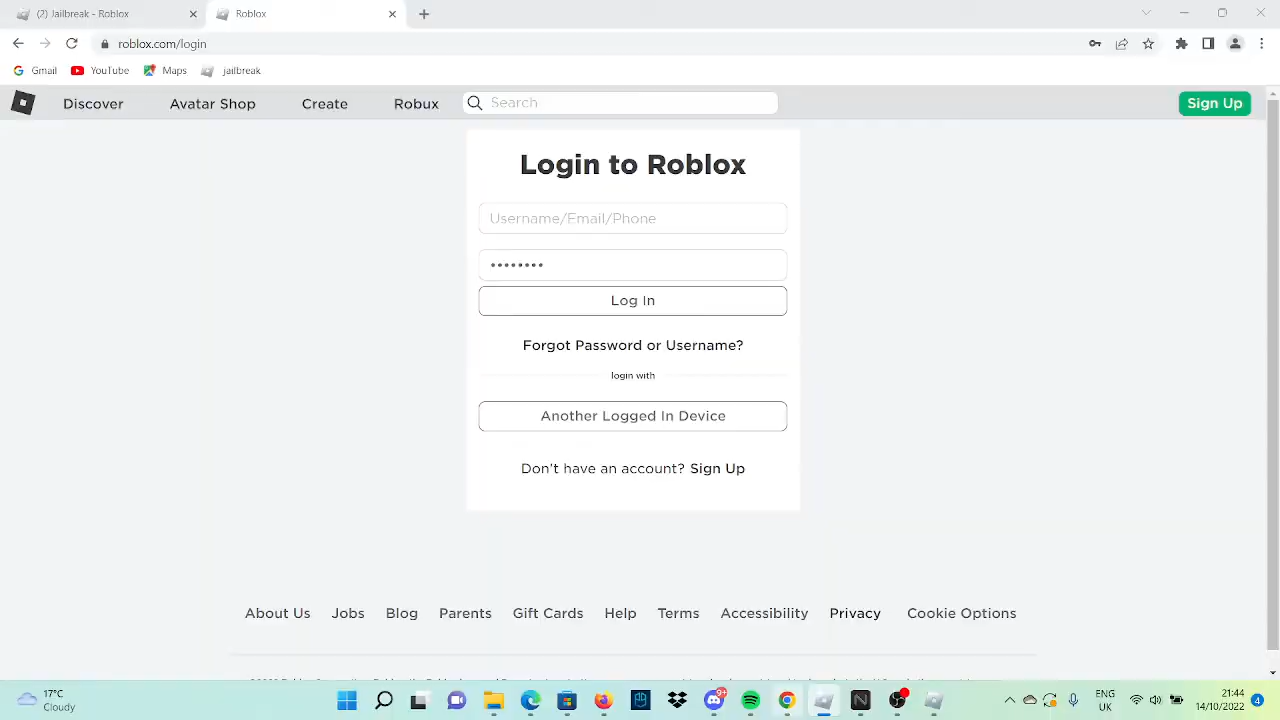 (2) Jailbreak - Roblox
Roblox
roblox.com/login
Gmail YouTube Maps jailbreak
Discover Avatar Shop Create Robux Search Sign Up
Login to Roblox
Username/Email/Phone
••••••••
Log In
Forgot Password or Username?
login with
Another Logged In Device
Don't have an account? Sign Up
About Us Jobs Blog Parents Gift Cards Help Terms Accessibility Privacy Cookie Options
17°C
Cloudy
9+
ENG
UK
21:44
14/10/2022
4